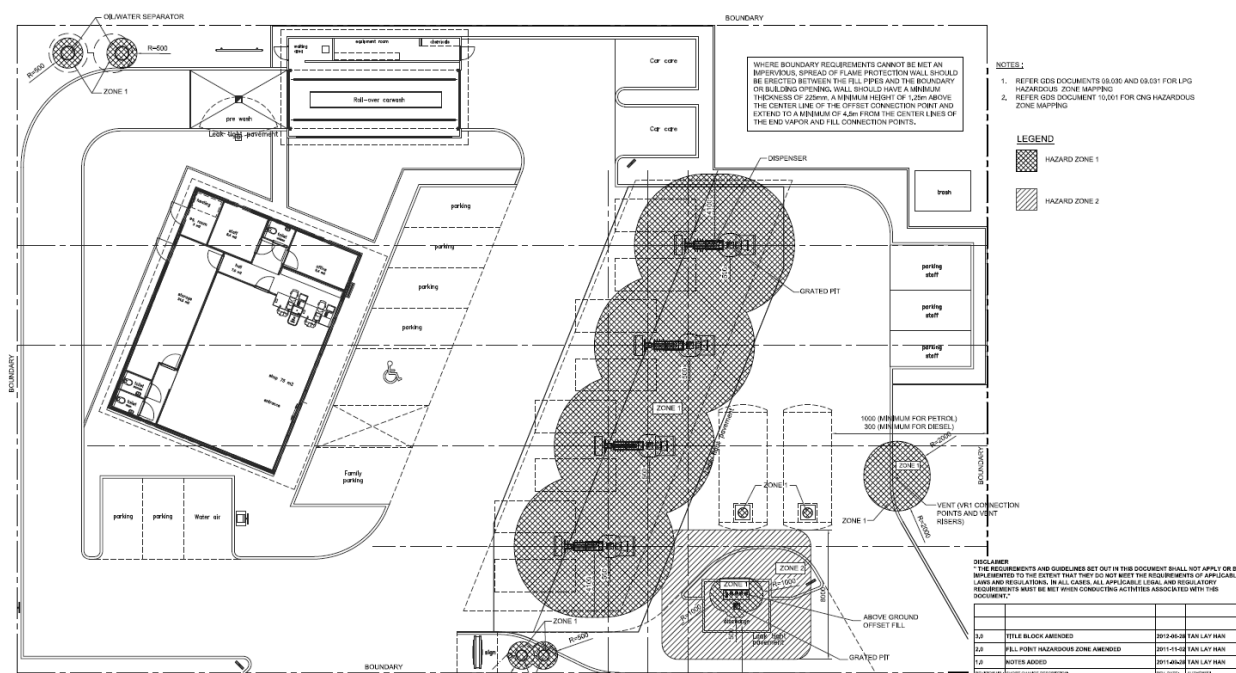 OIL/WATER SEPARATOR
BOUNDARY
R=500
R=500
ZONE 1
equipment room
Roll-over carwash
pre wash
Leak tight pavement
Car care
Car care
WHERE BOUNDARY REQUIREMENTS CANNOT BE MET AN
IMPERVIOUS, SPREAD OF FLAME PROTECTION WALL SHOULD
BE ERECTED BETWEEN THE FILL PIPES AND THE BOUNDARY
OR BUILDING OPENING. WALL SHOULD HAVE A MINIMUM
THICKNESS OF 225mm, A MINIMUM HEIGHT OF 1,25m ABOVE
THE CENTER LINE OF THE OFFSET CONNECTION POINT AND
EXTEND TO A MINIMUM OF 4,5m FROM THE CENTER LINES OF
THE END VAPOR AND FILL CONNECTION POINTS.
NOTES :
1. REFER GDS DOCUMENTS 09.030 AND 09.031 FOR LPG
HAZARDOUS ZONE MAPPING
2, REFER GDS DOCUMENT 10,001 FOR CNG HAZARDOUS
ZONE MAPPING
LEGEND
HAZARD ZONE 1
HAZARD ZONE 2
DISPENSER
trash
GRATED PIT
parking
parking
parking
parking
Family
parking
parking
staff
parking
staff
parking
staff
storage
hall
office
shop 75 m2
entrance
BOUNDARY
ZONE 1
Leak tight pavement
1000 (MINIMUM FOR PETROL)
300 (MINIMUM FOR DIESEL)
R=2000
ZONE 1
BOUNDARY
parking
parking
Water air
ZONE 1
ZONE 1
VENT (VR1 CONNECTION
POINTS AND VENT
RISERS)
R=2000
ZONE 2
ZONE 1
R=1000
R=1000
8000
discharge
Leak tight
pavement
ABOVE GROUND
OFFSET FILL
GRATED PIT
ZONE 1
R=500
sign
BOUNDARY
DISCLAIMER
" THE REQUIREMENTS AND GUIDELINES SET OUT IN THIS DOCUMENT SHALL NOT APPLY OR B
IMPLEMENTED TO THE EXTENT THAT THEY DO NOT MEET THE REQUIREMENTS OF APPLICABL
LAWS AND REGULATIONS. IN ALL CASES, ALL APPLICABLE LEGAL AND REGULATORY
REQUIREMENTS MUST BE MET WHEN CONDUCTING ACTIVITIES ASSOCIATED WITH THIS
DOCUMENT."
3,0 TITLE BLOCK AMENDED 2012-06-28 TAN LAY HAN
2,0 FILL POINT HAZARDOUS ZONE AMENDED 2011-11-02 TAN LAY HAN
1,0 NOTES ADDED TAN LAY HAN